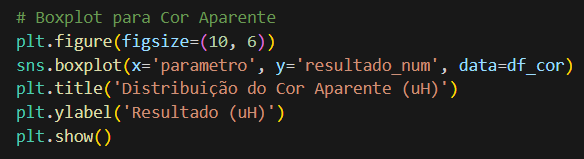 # Boxplot para Cor Aparente
plt.figure(figsize=(10, 6))
sns.boxplot(x='parametro', y='resultado_num', data=df_cor)
plt.title('Distribuição do Cor Aparente (uH)')
plt.ylabel('Resultado (uH)')
plt.show()